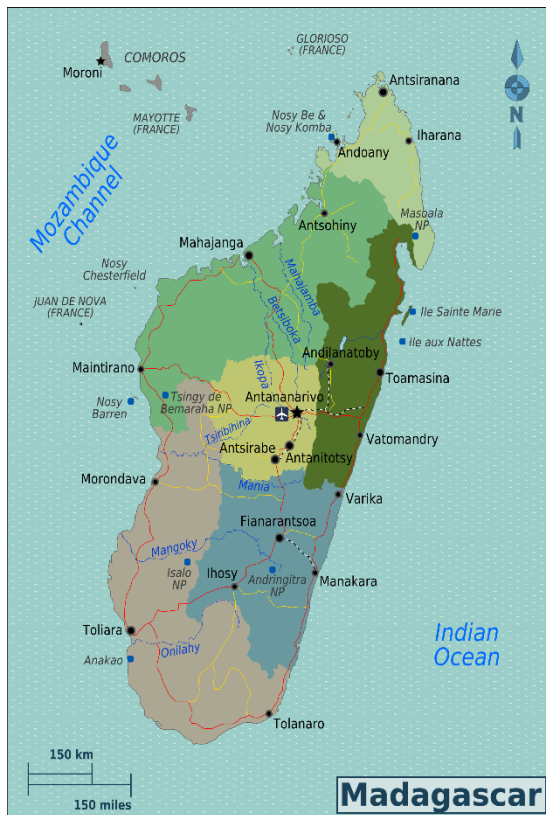 GLORIOSO
(FRANCE)
COMOROS
Moroni
Antsiranana
MAYOTTE
(FRANCE)
Nosy Be &
Nosy Komba
N
Iharana
Andoany
Mozambique
Channel
Masoala
NP
Antsohiny
Mahajanga
Nosy
Chesterfield
Mahajamba
Betsiboka
JUAN DE NOVA
(FRANCE)
Ile Sainte Marie
Ile aux Nattes
Andilanatoby
Ikopa
Maintirano
Toamasina
Tsingy de
Bemaraha NP
Nosy
Barren
Antananarivo
Tsiribihina
Vatomandry
Antsirabe
Antanitotsy
Morondava
Mania
Varika
Fianarantsoa
Mangoky
Isalo
NP
Ihosy
Andringitra
NP
Manakara
Toliara
Indian
Ocean
Onilahy
Anakao
Tolanaro
150 km
150 miles
Madagascar